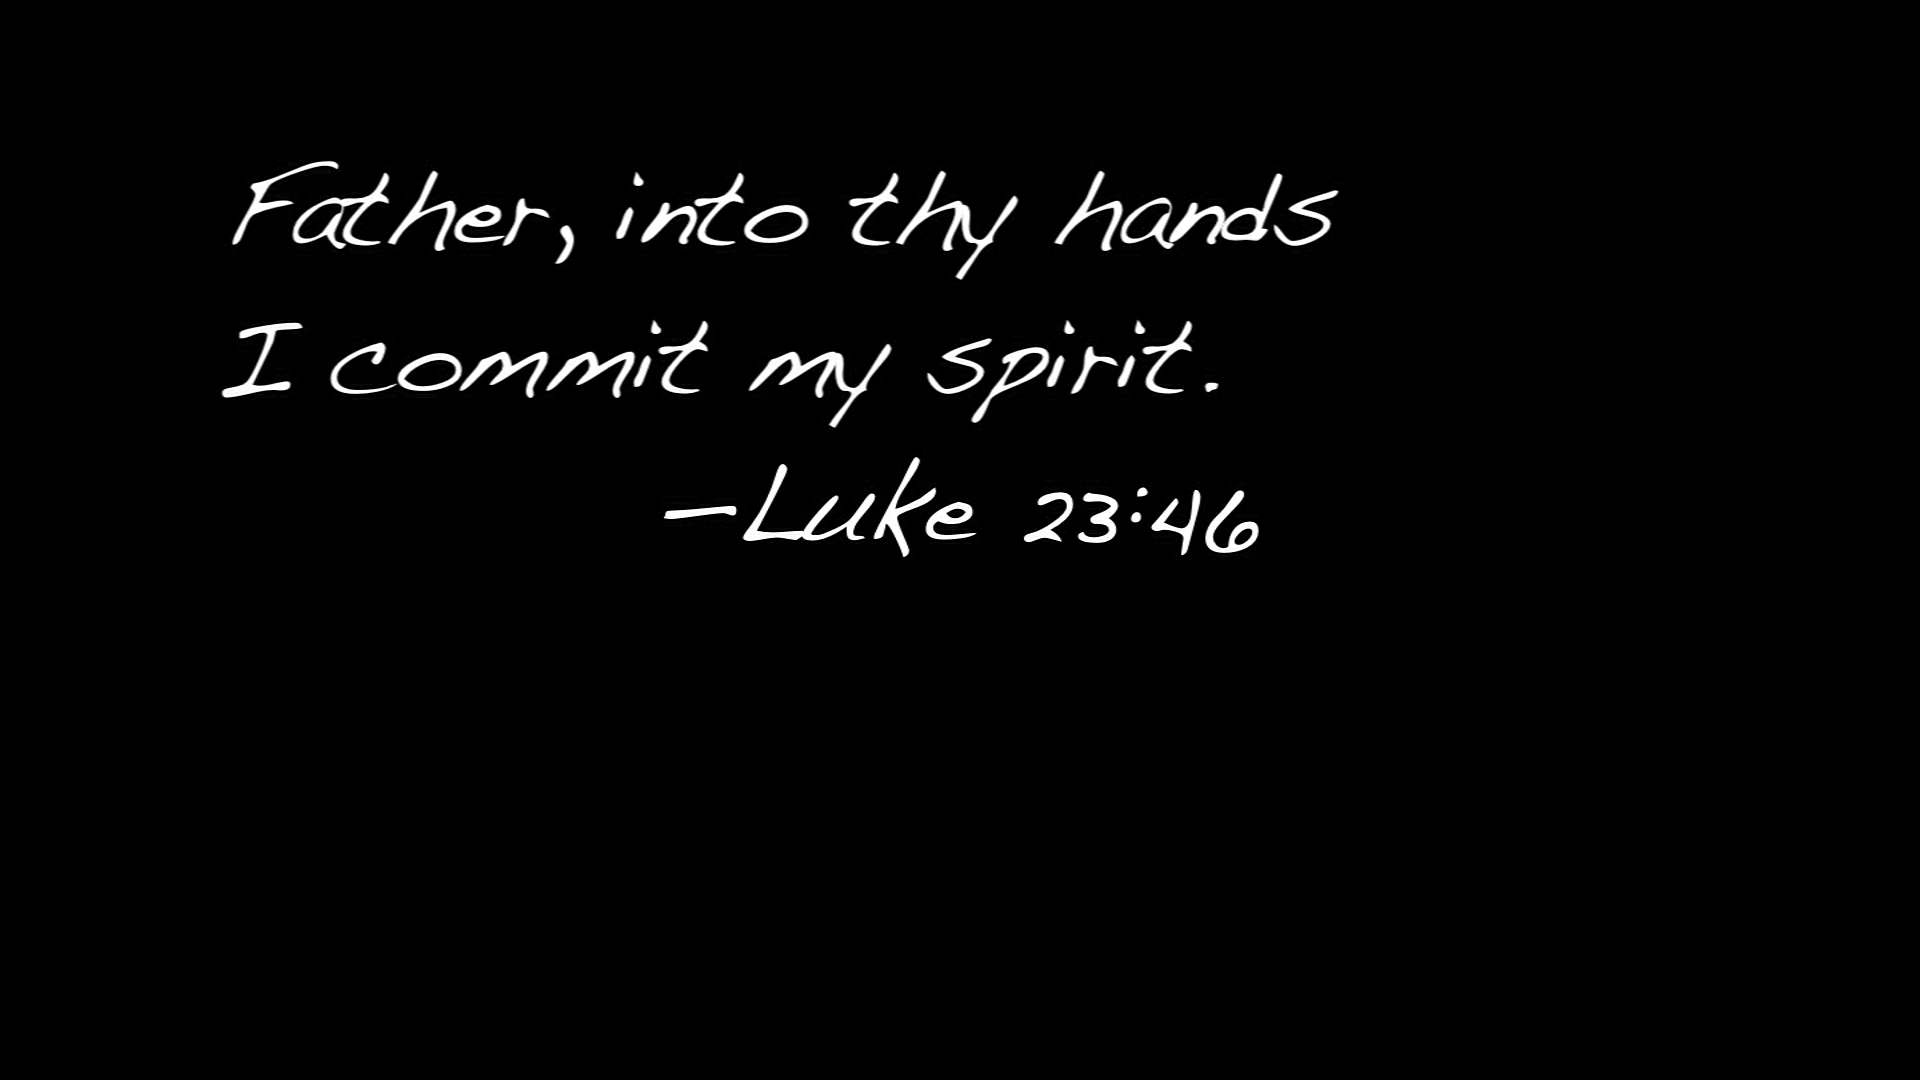 Father, into thy hands
I commit my spirit.
-Luke 23:46